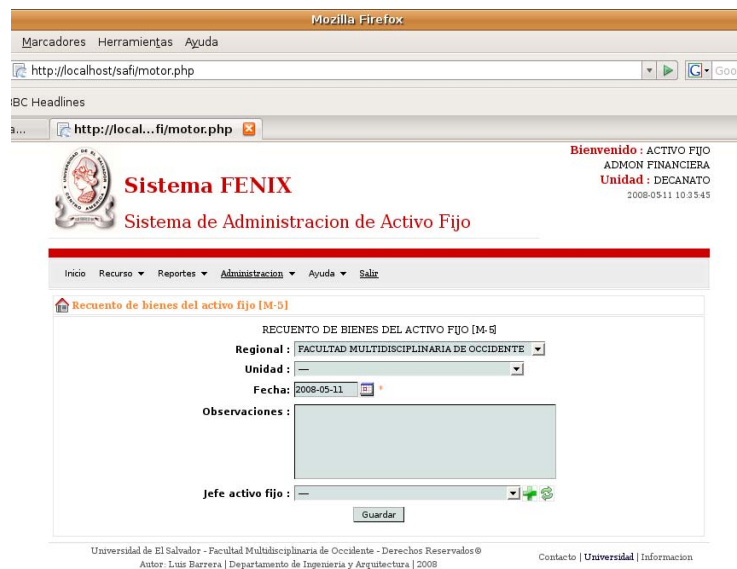 Mozilla Firefox
Marcadores Herramientas Ayuda
http://localhost/safi/motor.php
G Goo
BC Headlines
a... http://local...fi/motor.php
Bienvenido : ACTIVO FIJO
ADMON FINANCIERA
Unidad : DECANATO
2008-05-11 10:35:45
Sistema FENIX
Sistema de Administracion de Activo Fijo
Inicio Recurso Reportes Administracion Ayuda Salir
Recuento de bienes del activo fijo [M-5]
RECUENTO DE BIENES DEL ACTIVO FIJO [M-5]
Regional : FACULTAD MULTIDISCIPLINARIA DE OCCIDENTE
Unidad : —
Fecha: 2008-05-11 *
Observaciones :
Jefe activo fijo : —
Guardar
Universidad de El Salvador - Facultad Multidisciplinaria de Occidente - Derechos Reservados®
Contacto | Universidad | Informacion
Autor: Luis Barrera | Departamento de Ingenieria y Arquitectura | 2008